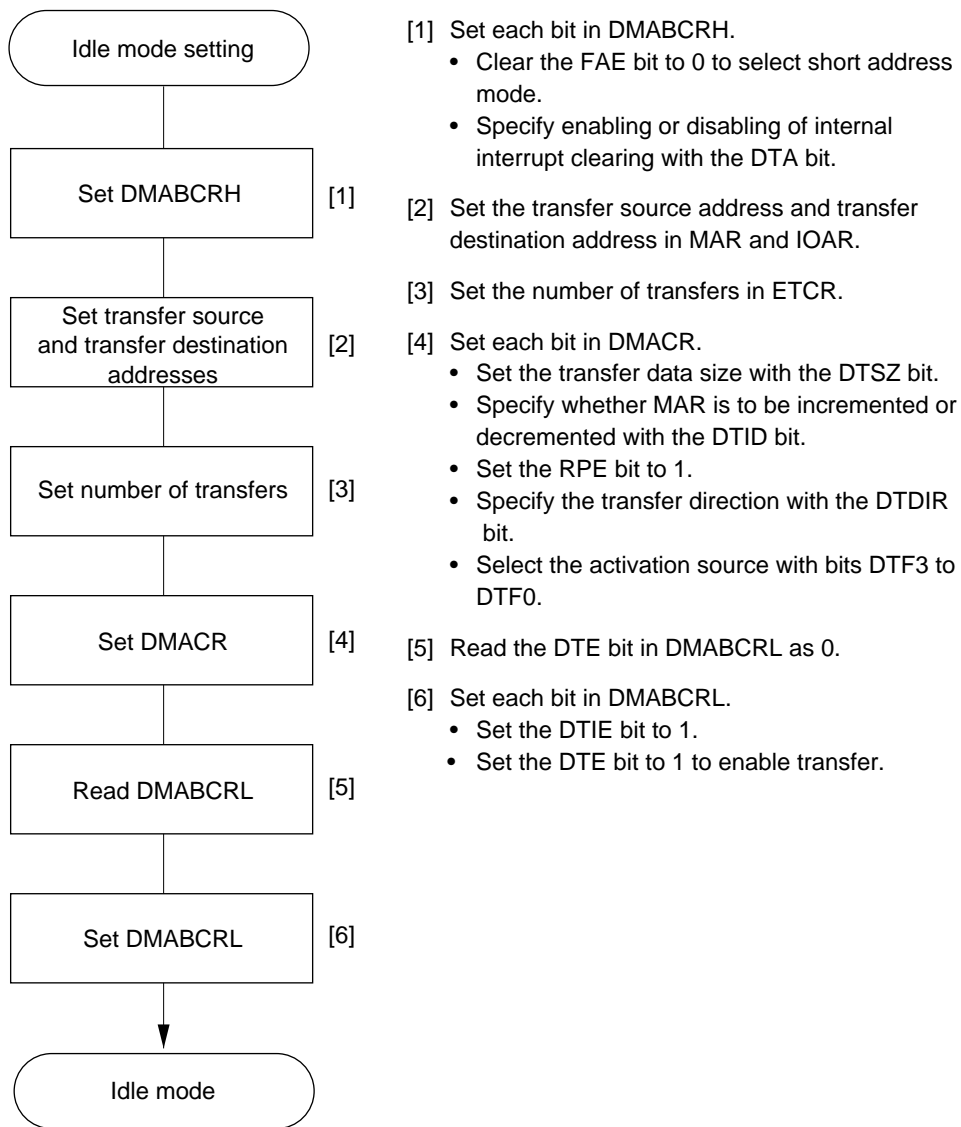 Idle mode setting
Set DMABCRH
[1]
Set transfer source
and transfer destination
addresses
[2]
Set number of transfers
[3]
Set DMACR
[4]
Read DMABCRL
[5]
Set DMABCRL
[6]
Idle mode
[1] Set each bit in DMABCRH.
• Clear the FAE bit to 0 to select short address
mode.
• Specify enabling or disabling of internal
interrupt clearing with the DTA bit.
[2] Set the transfer source address and transfer
destination address in MAR and IOAR.
[3] Set the number of transfers in ETCR.
[4] Set each bit in DMACR.
• Set the transfer data size with the DTSZ bit.
• Specify whether MAR is to be incremented or
decremented with the DTID bit.
• Set the RPE bit to 1.
• Specify the transfer direction with the DTDIR
bit.
• Select the activation source with bits DTF3 to
DTF0.
[5] Read the DTE bit in DMABCRL as 0.
[6] Set each bit in DMABCRL.
• Set the DTIE bit to 1.
• Set the DTE bit to 1 to enable transfer.